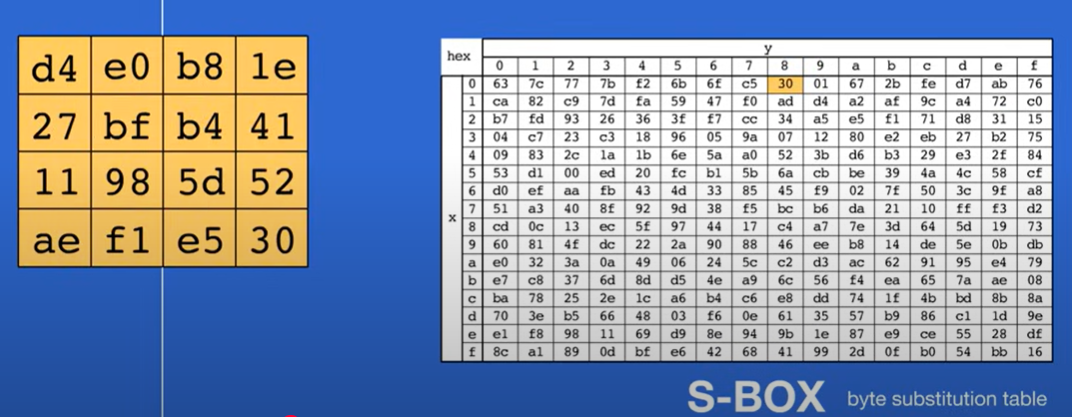 d4 e0 b8 1e
27 bf b4 41
11 98 5d 52
ae f1 e5 30
hex y
0 1 2 3 4 5 6 7 8 9 a b c d e f
x
0 63 7c 77 7b f2 6b 6f c5 30 01 67 2b fe d7 ab 76
1 ca 82 c9 7d fa 59 47 f0 ad d4 a2 af 9c a4 72 c0
2 b7 fd 93 26 36 3f f7 cc 34 a5 e5 f1 71 d8 31 15
3 04 c7 23 c3 18 96 05 9a 07 12 80 e2 eb 27 b2 75
4 09 83 2c 1a 1b 6e 5a a0 52 3b d6 b3 29 e3 2f 84
5 53 d1 00 ed 20 fc b1 5b 6a cb be 39 4a 4c 58 cf
6 d0 ef aa fb 43 4d 33 85 45 f9 02 7f 50 3c 9f a8
7 51 a3 40 8f 92 9d 38 f5 bc b6 da 21 10 ff f3 d2
8 cd 0c 13 ec 5f 97 44 17 c4 a7 7e 3d 64 5d 19 73
9 60 81 4f dc 22 2a 90 88 46 ee b8 14 de 5e 0b db
a e0 32 3a 0a 49 06 24 5c c2 d3 ac 62 91 95 e4 79
b e7 c8 37 6d 8d d5 4e a9 6c 56 f4 ea 65 7a ae 08
c ba 78 25 2e 1c a6 b4 c6 e8 dd 74 1f 4b bd 8b 8a
d 70 3e b5 66 48 03 f6 0e 61 35 57 b9 86 c1 1d 9e
e e1 f8 98 11 69 d9 8e 94 9b 1e 87 e9 ce 55 28 df
f 8c a1 89 0d bf e6 42 68 41 99 2d 0f b0 54 bb 16
S-BOX byte substitution table